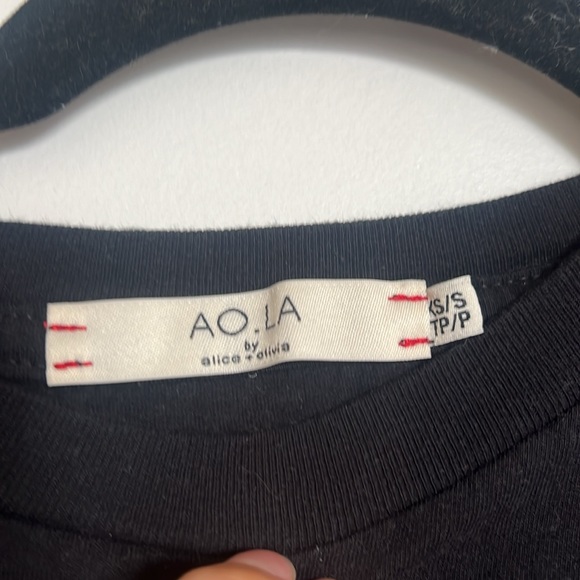 AO.LA
by
alice + olivia
XS/S
TP/P